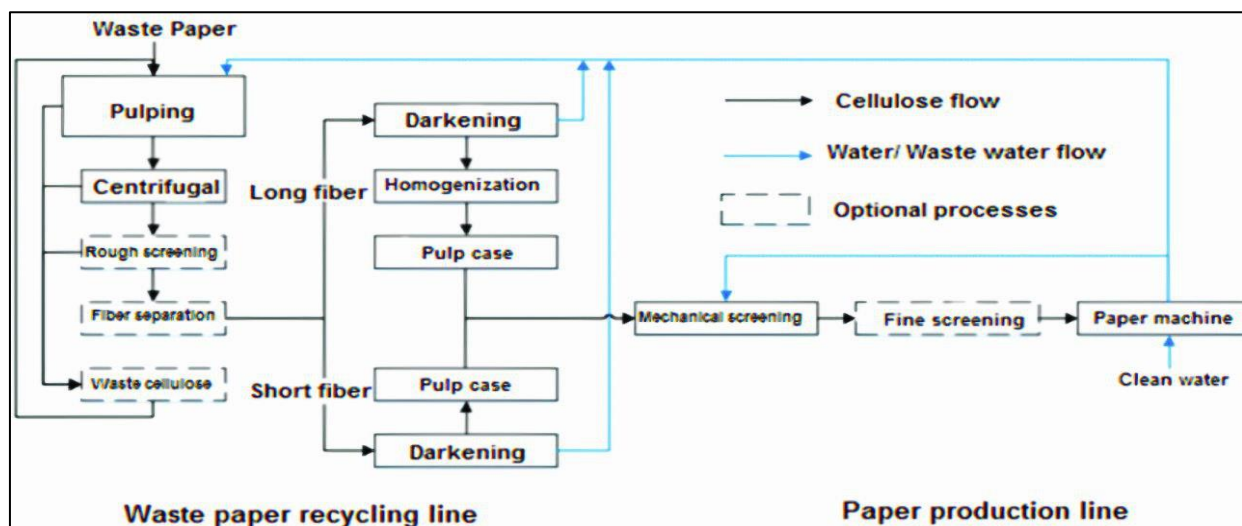 Waste Paper
Pulping
Centrifugal
Rough screening
Fiber separation
Waste cellulose
Long fiber
Short fiber
Darkening
Homogenization
Pulp case
Pulp case
Darkening
Cellulose flow
Water/ Waste water flow
Optional processes
Mechanical screening
Fine screening
Paper machine
Clean water
Waste paper recycling line
Paper production line